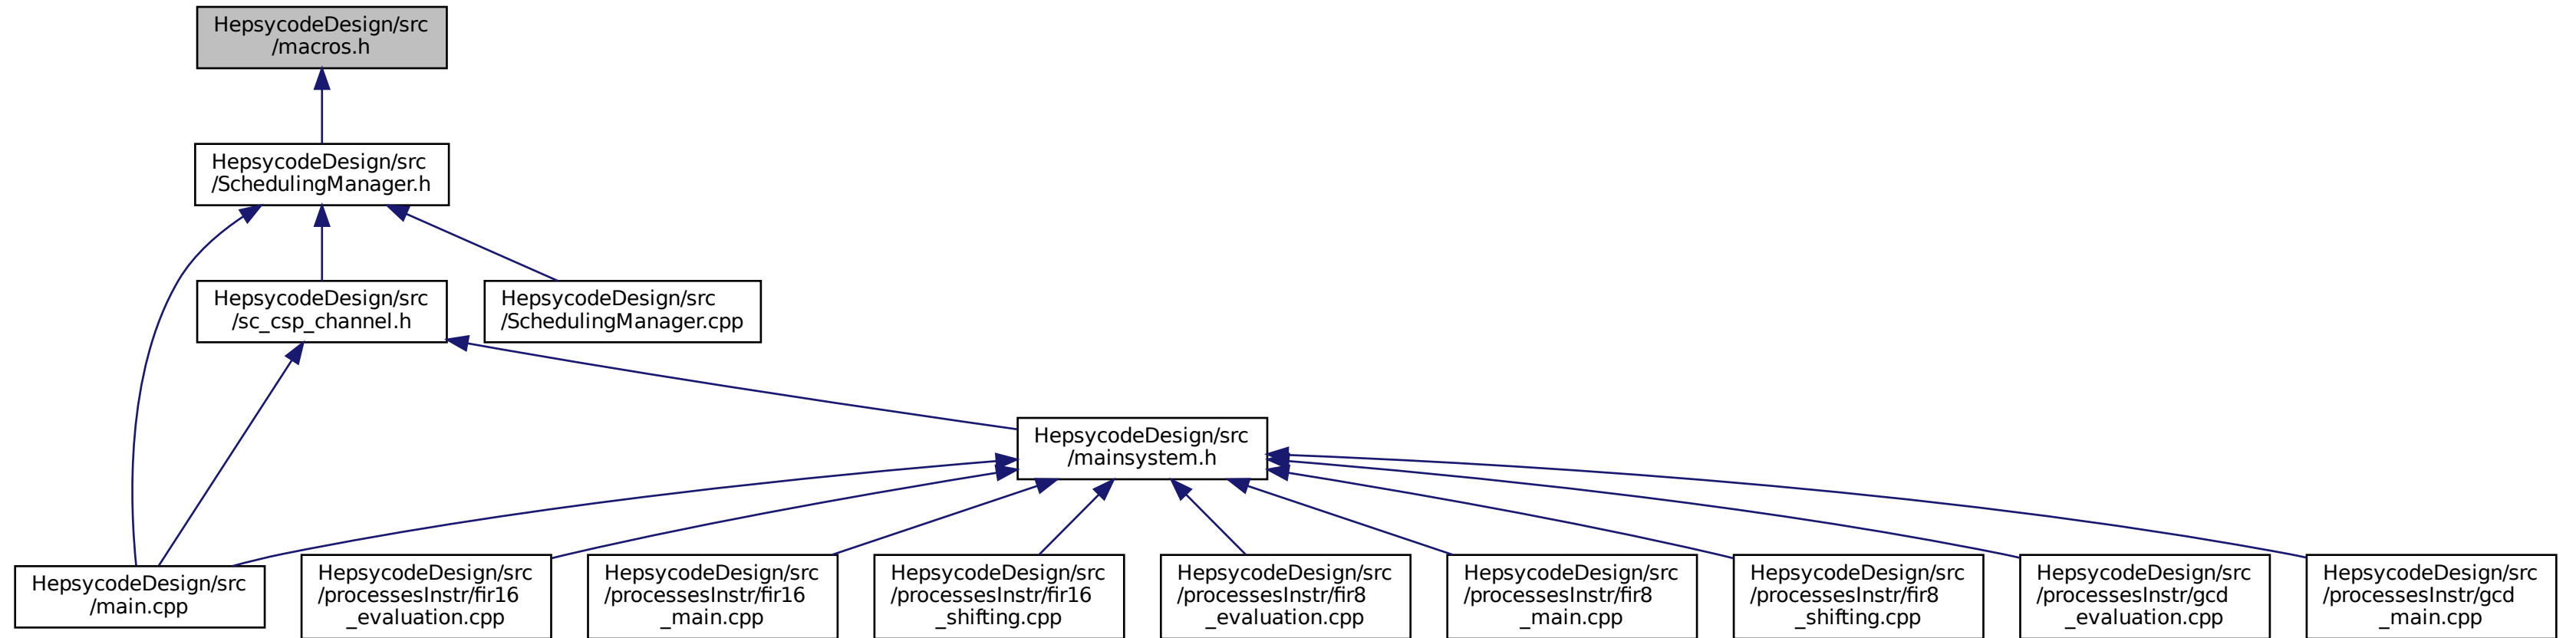 HepsycodeDesign/src
/macros.h
HepsycodeDesign/src
/SchedulingManager.h
HepsycodeDesign/src
/sc_csp_channel.h
HepsycodeDesign/src
/SchedulingManager.cpp
HepsycodeDesign/src
/mainsystem.h
HepsycodeDesign/src
/main.cpp
HepsycodeDesign/src
/processesInstr/fir16
_evaluation.cpp
HepsycodeDesign/src
/processesInstr/fir16
_main.cpp
HepsycodeDesign/src
/processesInstr/fir16
_shifting.cpp
HepsycodeDesign/src
/processesInstr/fir8
_evaluation.cpp
HepsycodeDesign/src
/processesInstr/fir8
_main.cpp
HepsycodeDesign/src
/processesInstr/fir8
_shifting.cpp
HepsycodeDesign/src
/processesInstr/gcd
_evaluation.cpp
HepsycodeDesign/src
/processesInstr/gcd
_main.cpp